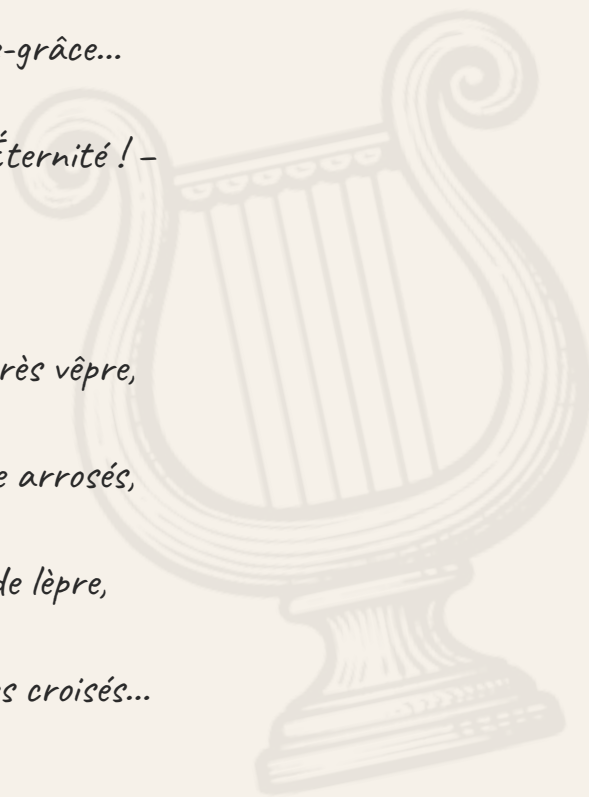 -grâce...
Éternité ! –
rès vêpre,
e arrosés,
de lèpre,
s croisés...